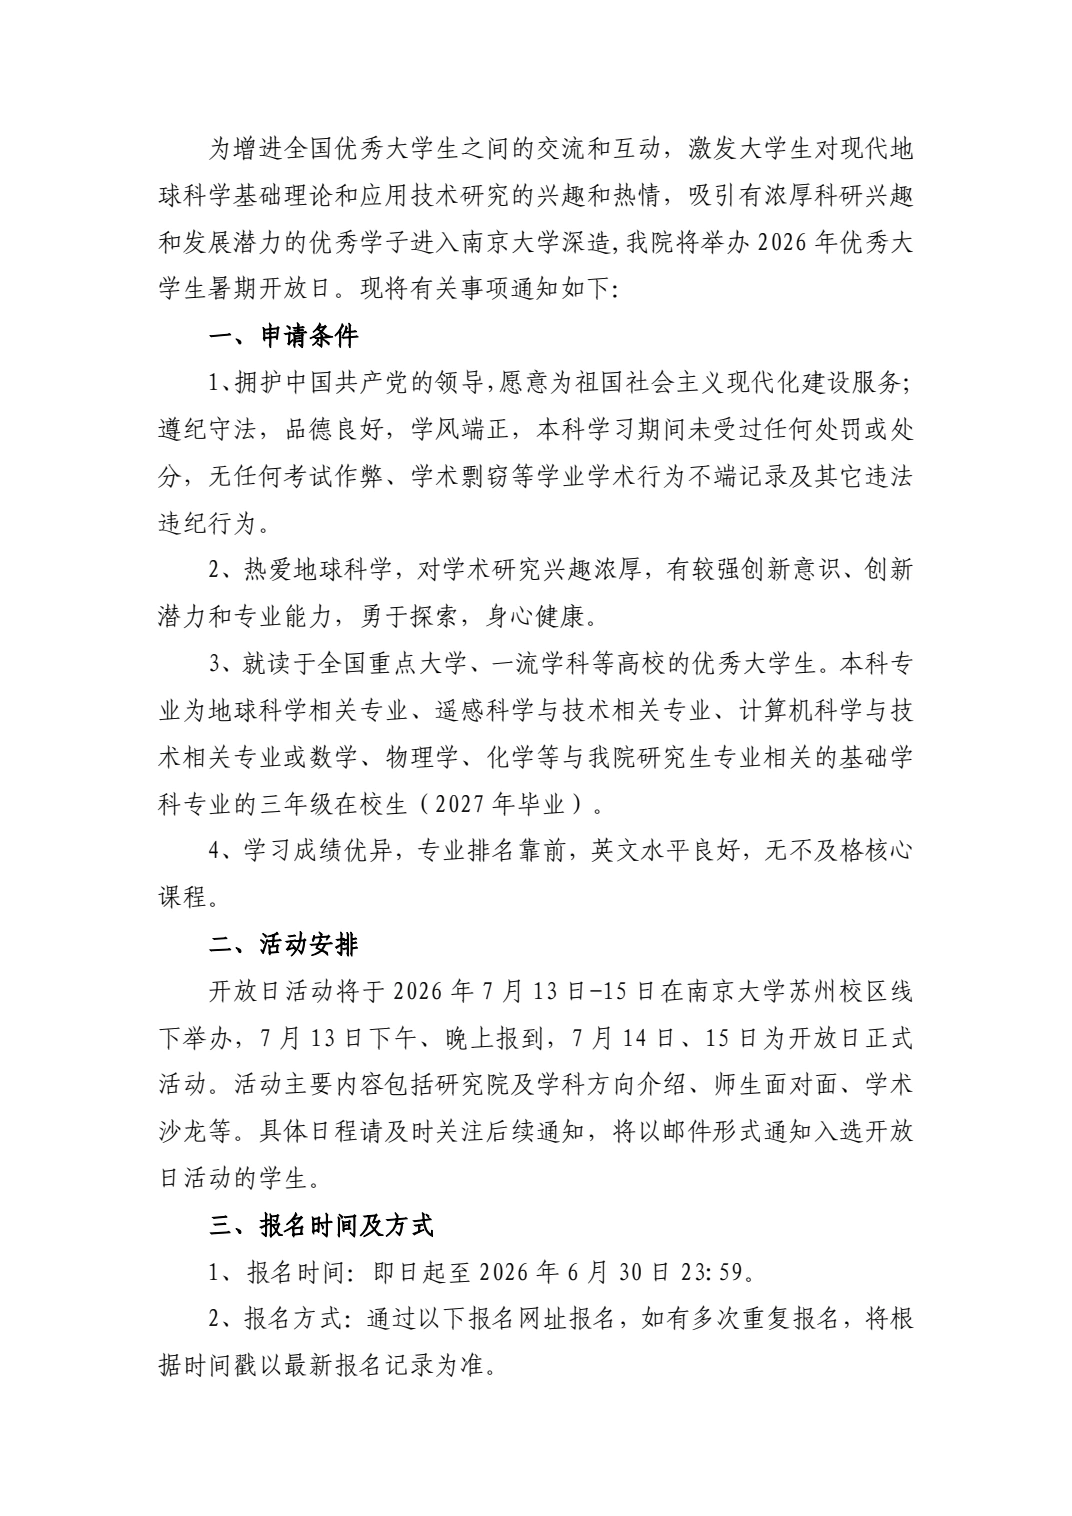 为增进全国优秀大学生之间的交流和互动，激发大学生对现代地
球科学基础理论和应用技术研究的兴趣和热情，吸引有浓厚科研兴趣
和发展潜力的优秀学子进入南京大学深造,我院将举办 2026 年优秀大
学生暑期开放日。现将有关事项通知如下：
一、申请条件
1、拥护中国共产党的领导，愿意为祖国社会主义现代化建设服务；
遵纪守法，品德良好，学风端正，本科学习期间未受过任何处罚或处
分，无任何考试作弊、学术剽窃等学业学术行为不端记录及其它违法
违纪行为。
2、热爱地球科学，对学术研究兴趣浓厚，有较强创新意识、创新
潜力和专业能力，勇于探索，身心健康。
3、就读于全国重点大学、一流学科等高校的优秀大学生。本科专
业为地球科学相关专业、遥感科学与技术相关专业、计算机科学与技
术相关专业或数学、物理学、化学等与我院研究生专业相关的基础学
科专业的三年级在校生（2027 年毕业）。
4、学习成绩优异，专业排名靠前，英文水平良好，无不及格核心
课程。
二、活动安排
开放日活动将于 2026 年 7 月 13 日-15 日在南京大学苏州校区线
下举办，7 月 13 日下午、晚上报到，7 月 14 日、15 日为开放日正式
活动。活动主要内容包括研究院及学科方向介绍、师生面对面、学术
沙龙等。具体日程请及时关注后续通知，将以邮件形式通知入选开放
日活动的学生。
三、报名时间及方式
1、报名时间：即日起至 2026 年 6 月 30 日 23:59。
2、报名方式：通过以下报名网址报名，如有多次重复报名，将根
据时间戳以最新报名记录为准。